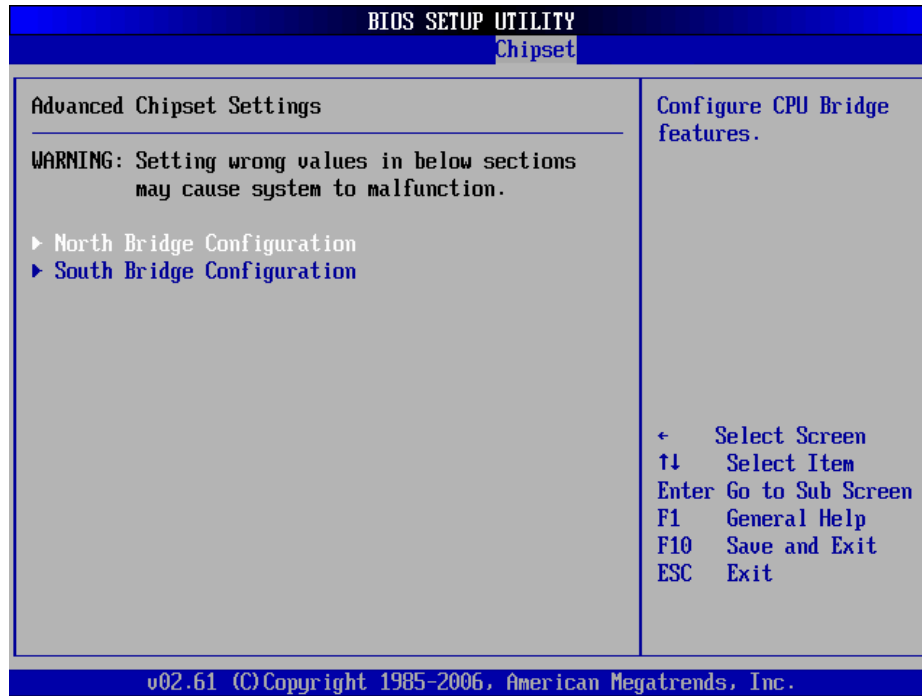 BIOS SETUP UTILITY
Chipset
Advanced Chipset Settings
WARNING: Setting wrong values in below sections
may cause system to malfunction.
▶ North Bridge Configuration
▶ South Bridge Configuration
Configure CPU Bridge
features.
← Select Screen
↑↓ Select Item
Enter Go to Sub Screen
F1 General Help
F10 Save and Exit
ESC Exit
v02.61 (C)Copyright 1985-2006, American Megatrends, Inc.